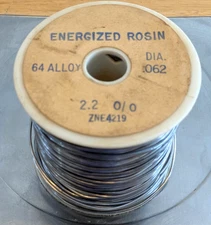 ENERGIZED ROSIN
64 ALLOY
DIA.
.062
2.2 0/0
ZNE4219